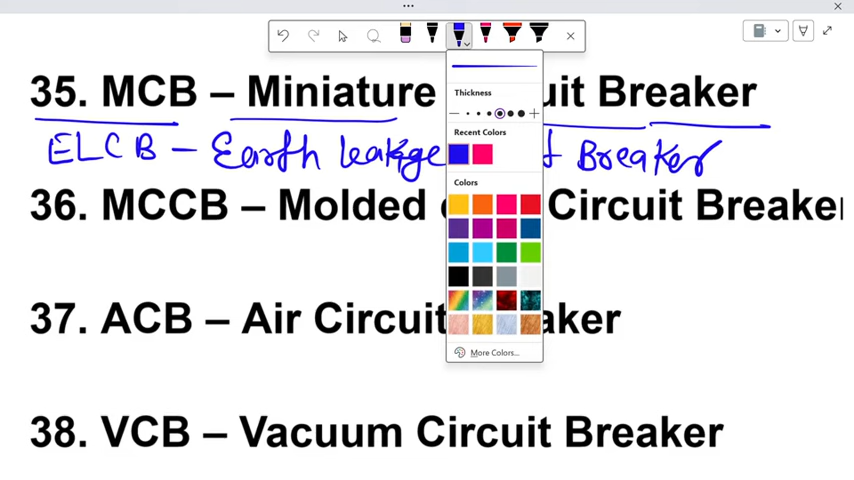 35. MCB – Miniature uit Breaker
ELCB – Earth leakage t Breaker
36. MCCB – Molded Circuit Breaker
37. ACB – Air Circuit aker
38. VCB – Vacuum Circuit Breaker
Thickness
Recent Colors
Colors
More Colors...